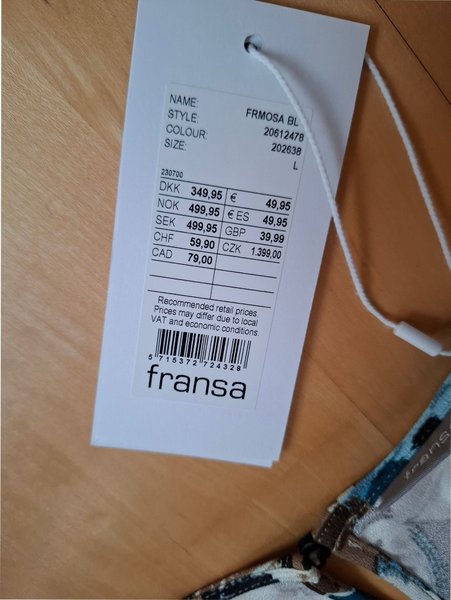 NAME: FRMOSA BL
STYLE: 20612478
COLOUR: 202638
SIZE: L
230700
DKK 349,95 € 49,95
NOK 499,95 € ES 49,95
SEK 499,95 GBP 39,99
CHF 59,90 CZK 1.399,00
CAD 79,00
Recommended retail prices.
Prices may differ due to local
VAT and economic conditions.
5 715372 724328
fransa
fransa